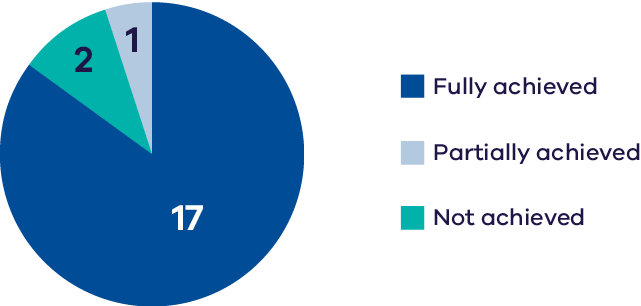 1
2
17
Fully achieved
Partially achieved
Not achieved